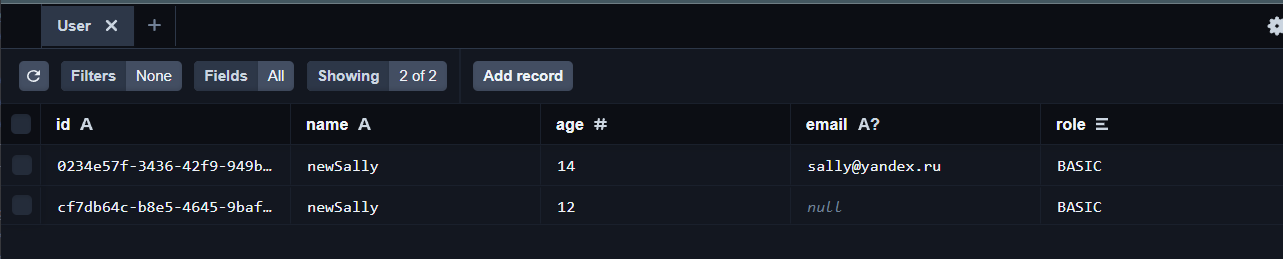 User
Filters None Fields All Showing 2 of 2 Add record
id A name A age # email A? role
0234e57f-3436-42f9-949b… newSally 14 sally@yandex.ru BASIC
cf7db64c-b8e5-4645-9baf… newSally 12 null BASIC